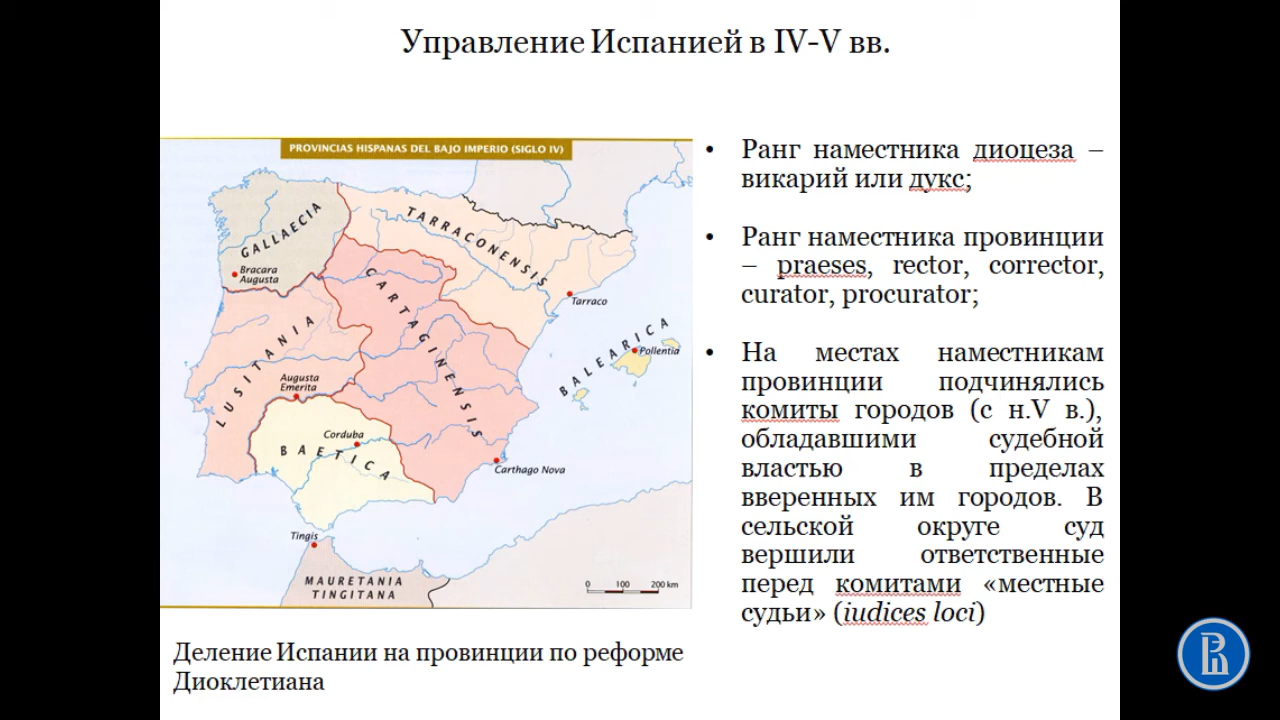 Управление Испанией в IV-V вв.
PROVINCIAS HISPANAS DEL BAJO IMPERIO (SIGLO IV)
GALLAECIA
Bracara
Augusta
TARRACONENSIS
Tarraco
CARTAGINENSIS
LUSITANIA
Augusta
Emerita
BALEARICA
Pollentia
Corduba
BAETICA
Carthago Nova
Tingis
MAURETANIA
TINGITANA
0 100 200 km
Деление Испании на провинции по реформе
Диоклетиана
• Ранг наместника диоцеза –
викарий или дукс;
• Ранг наместника провинции
– praeses, rector, corrector,
curator, procurator;
• На местах наместникам
провинции подчинялись
комиты городов (с н.V в.),
обладавшими судебной
властью в пределах
вверенных им городов. В
сельской округе суд
вершили ответственные
перед комитами «местные
судьи» (iudices loci)